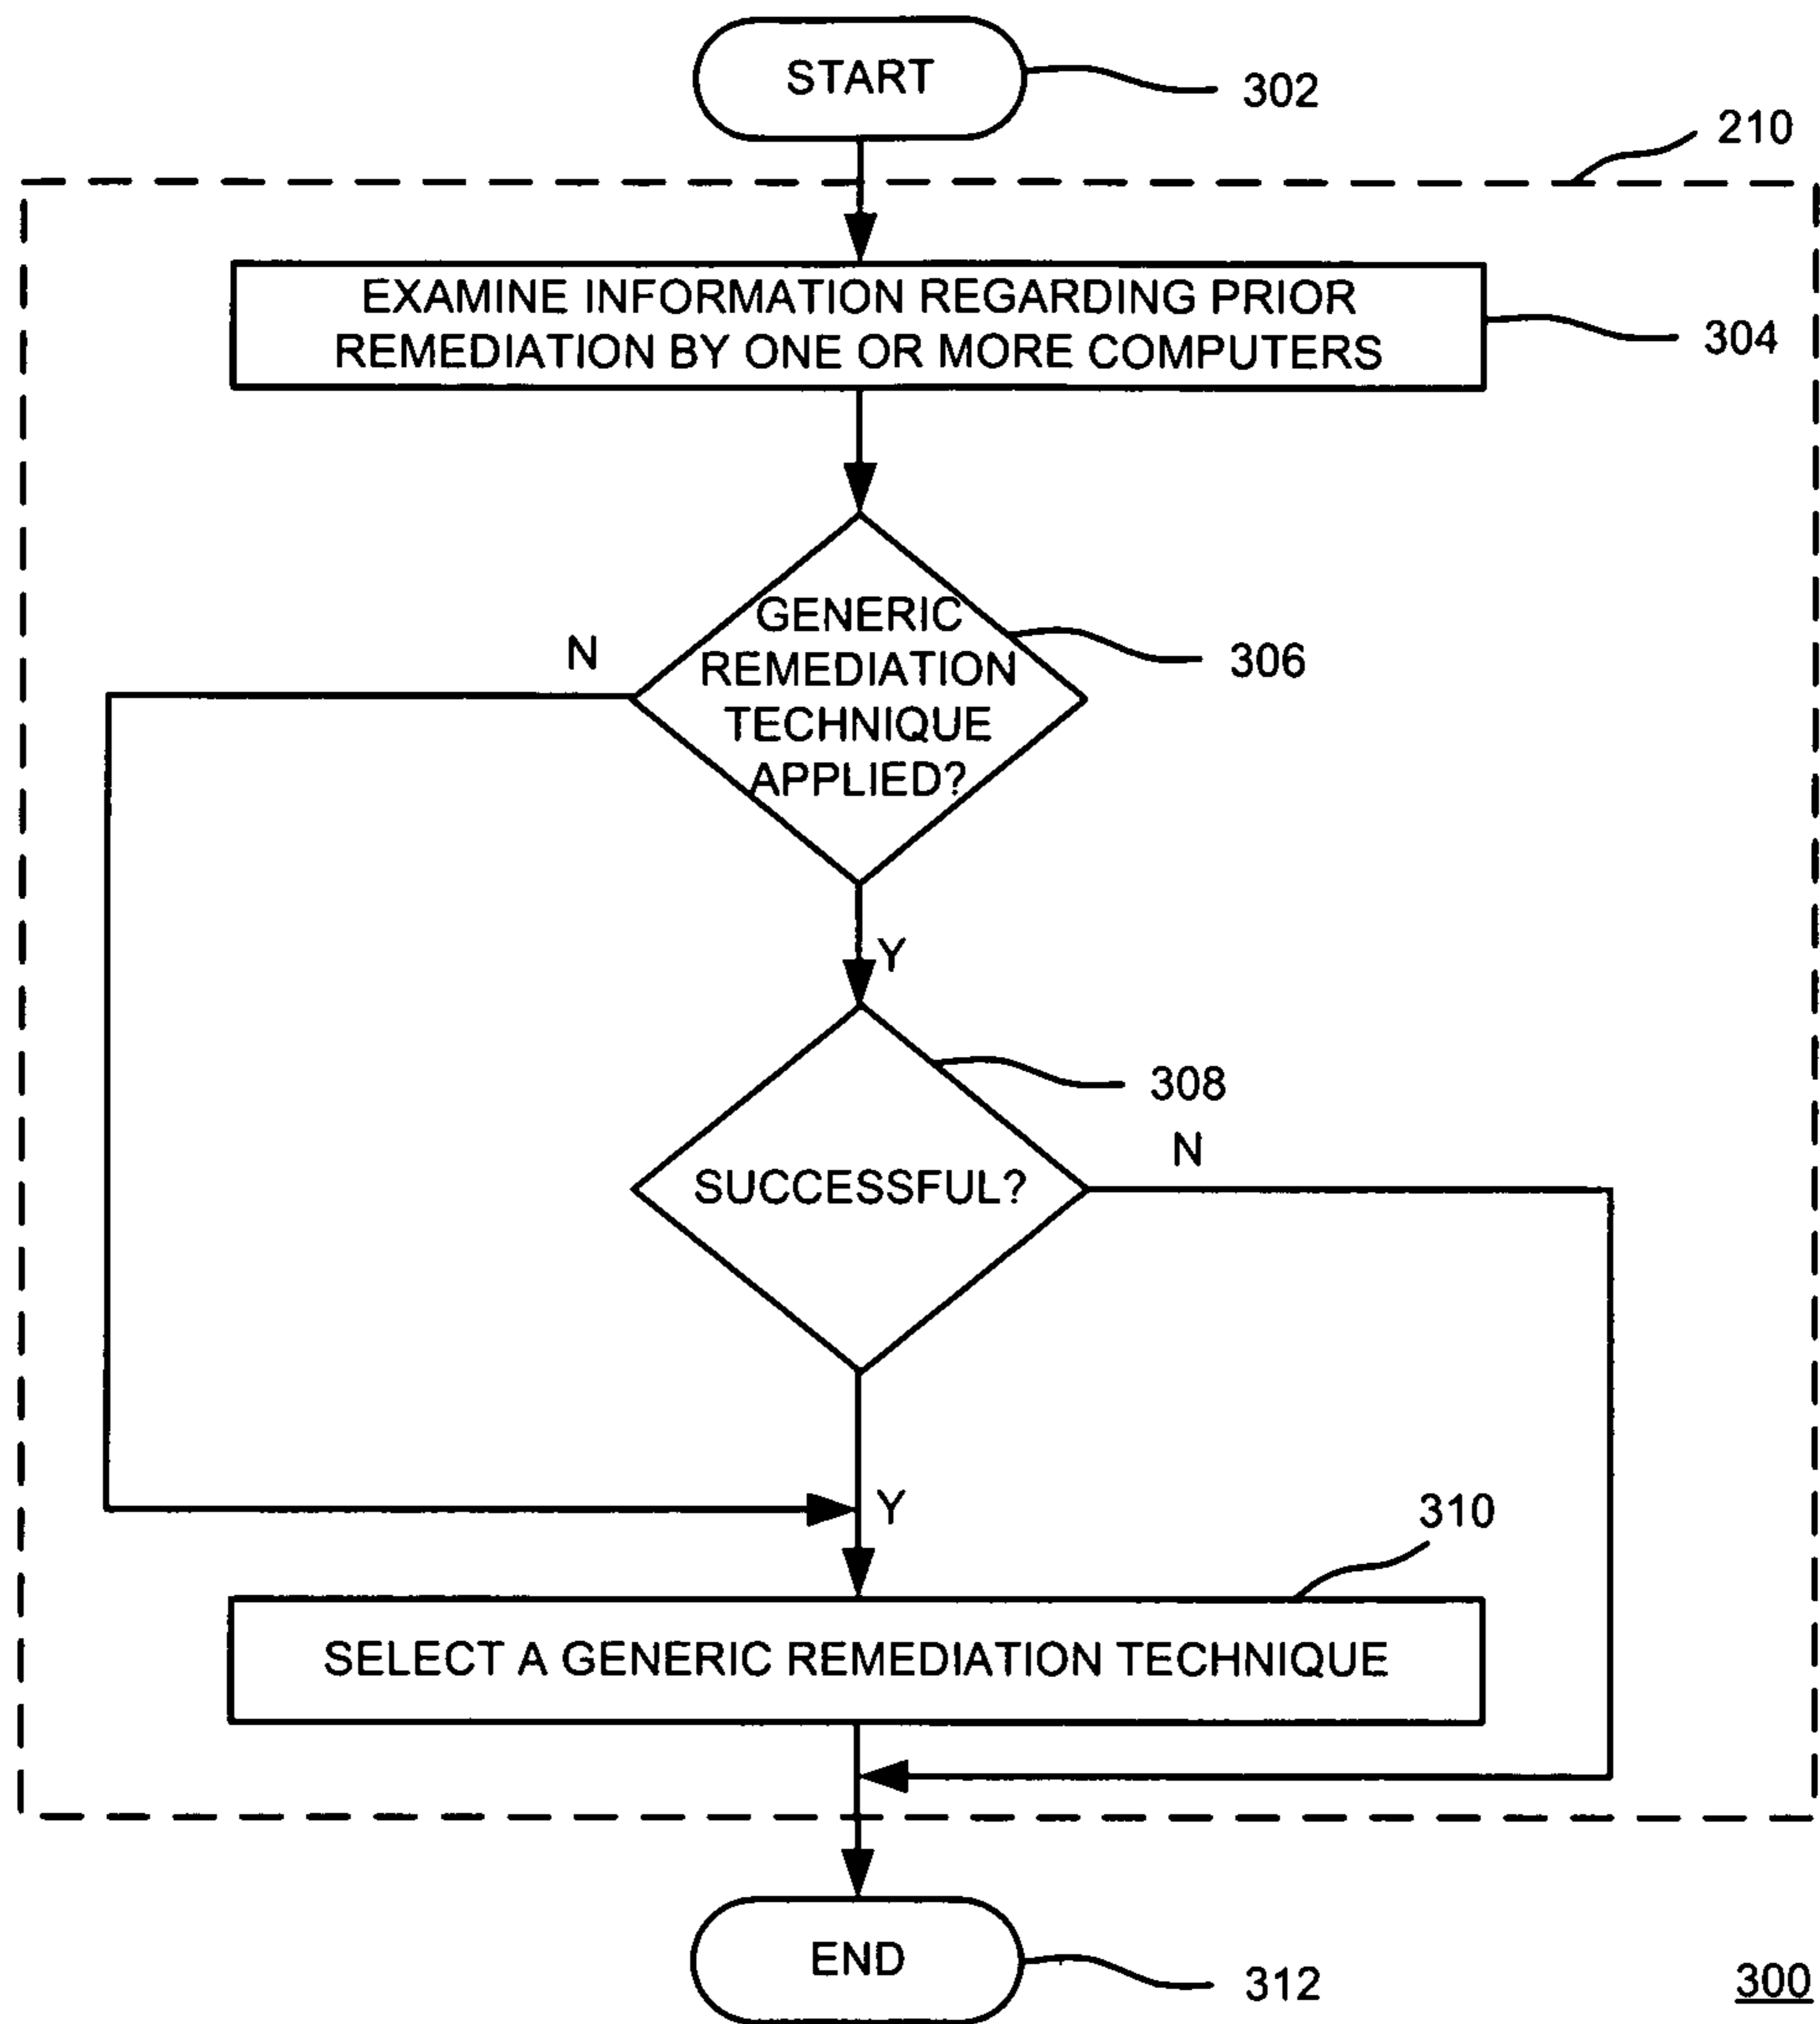 START
302
210
EXAMINE INFORMATION REGARDING PRIOR
REMEDIATION BY ONE OR MORE COMPUTERS
304
GENERIC
REMEDIATION
TECHNIQUE
APPLIED?
N
306
Y
308
SUCCESSFUL?
N
Y
310
SELECT A GENERIC REMEDIATION TECHNIQUE
END
312
300